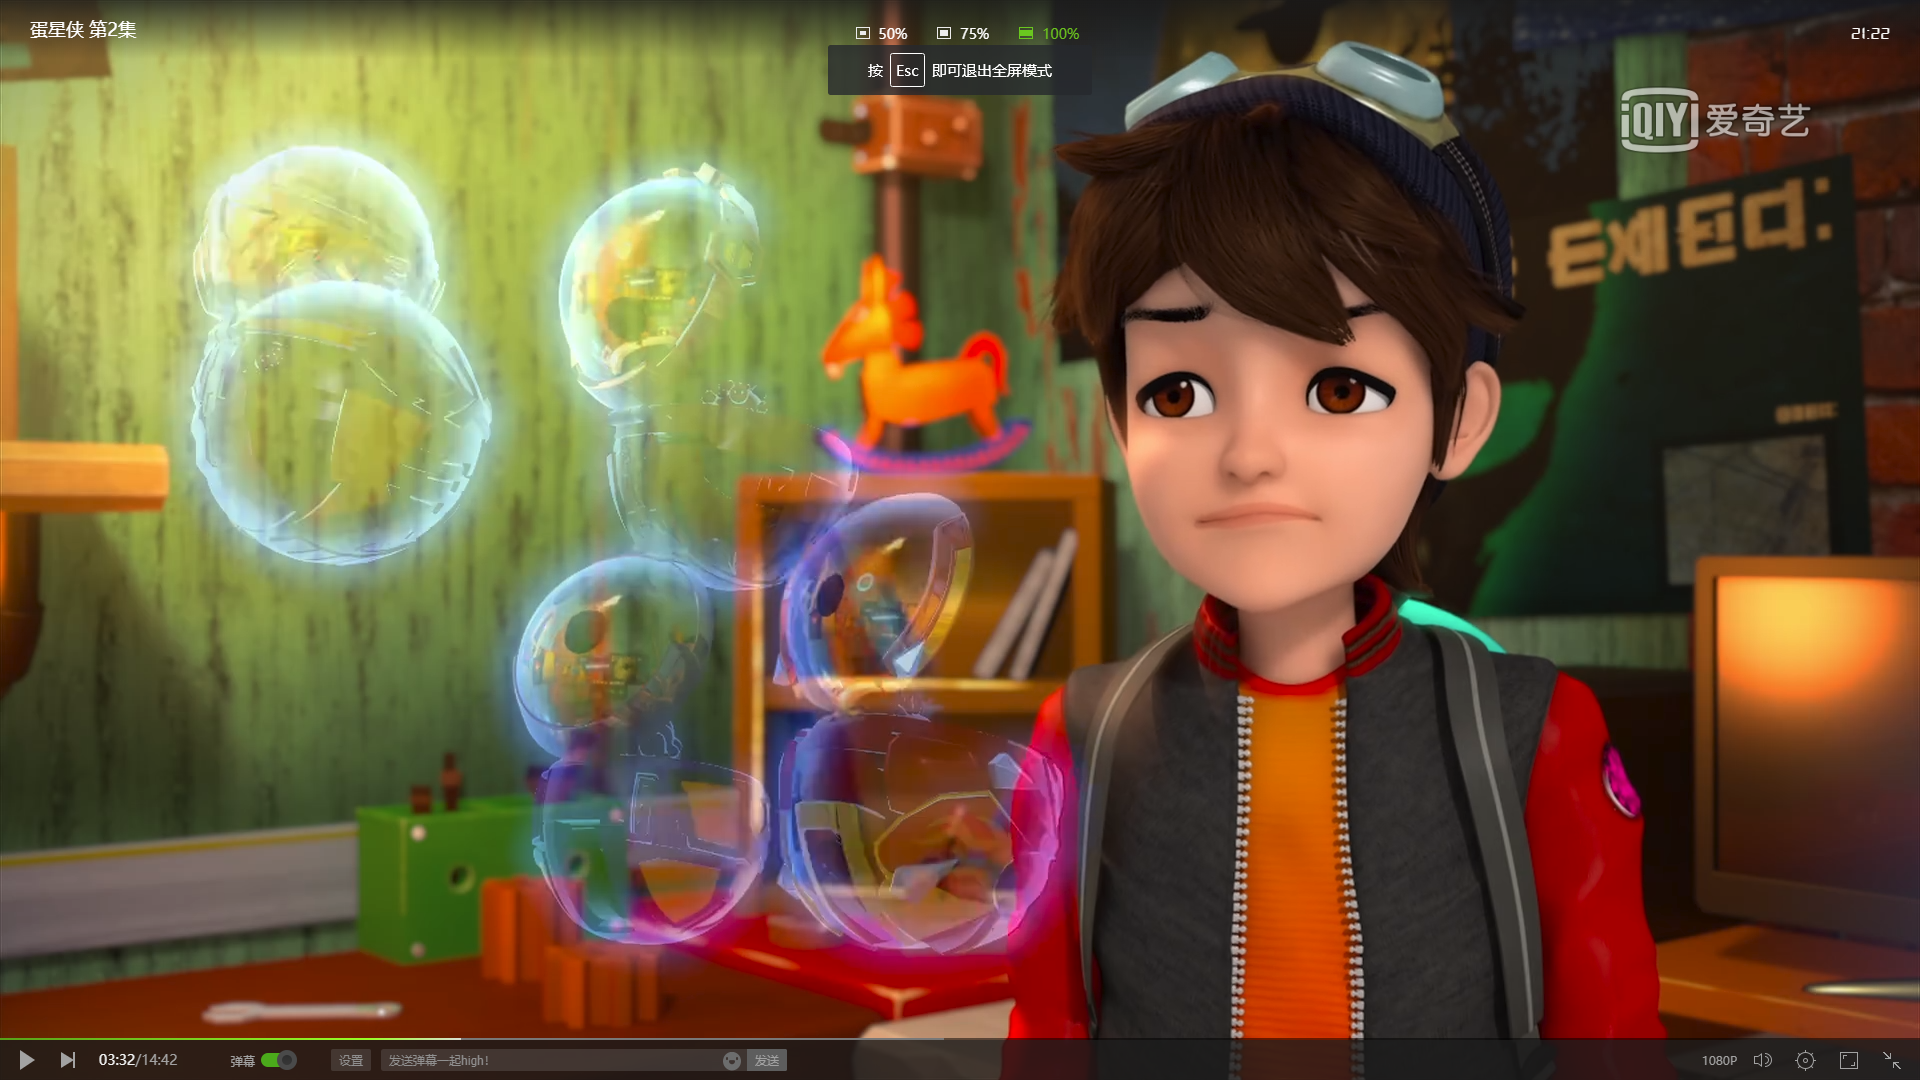 蛋星侠 第2集
50% 75% 100%
21:22
按 Esc 即可退出全屏模式
iQIYI 爱奇艺
03:32/14:42
弹幕
设置
发送弹幕一起high!
发送
1080P